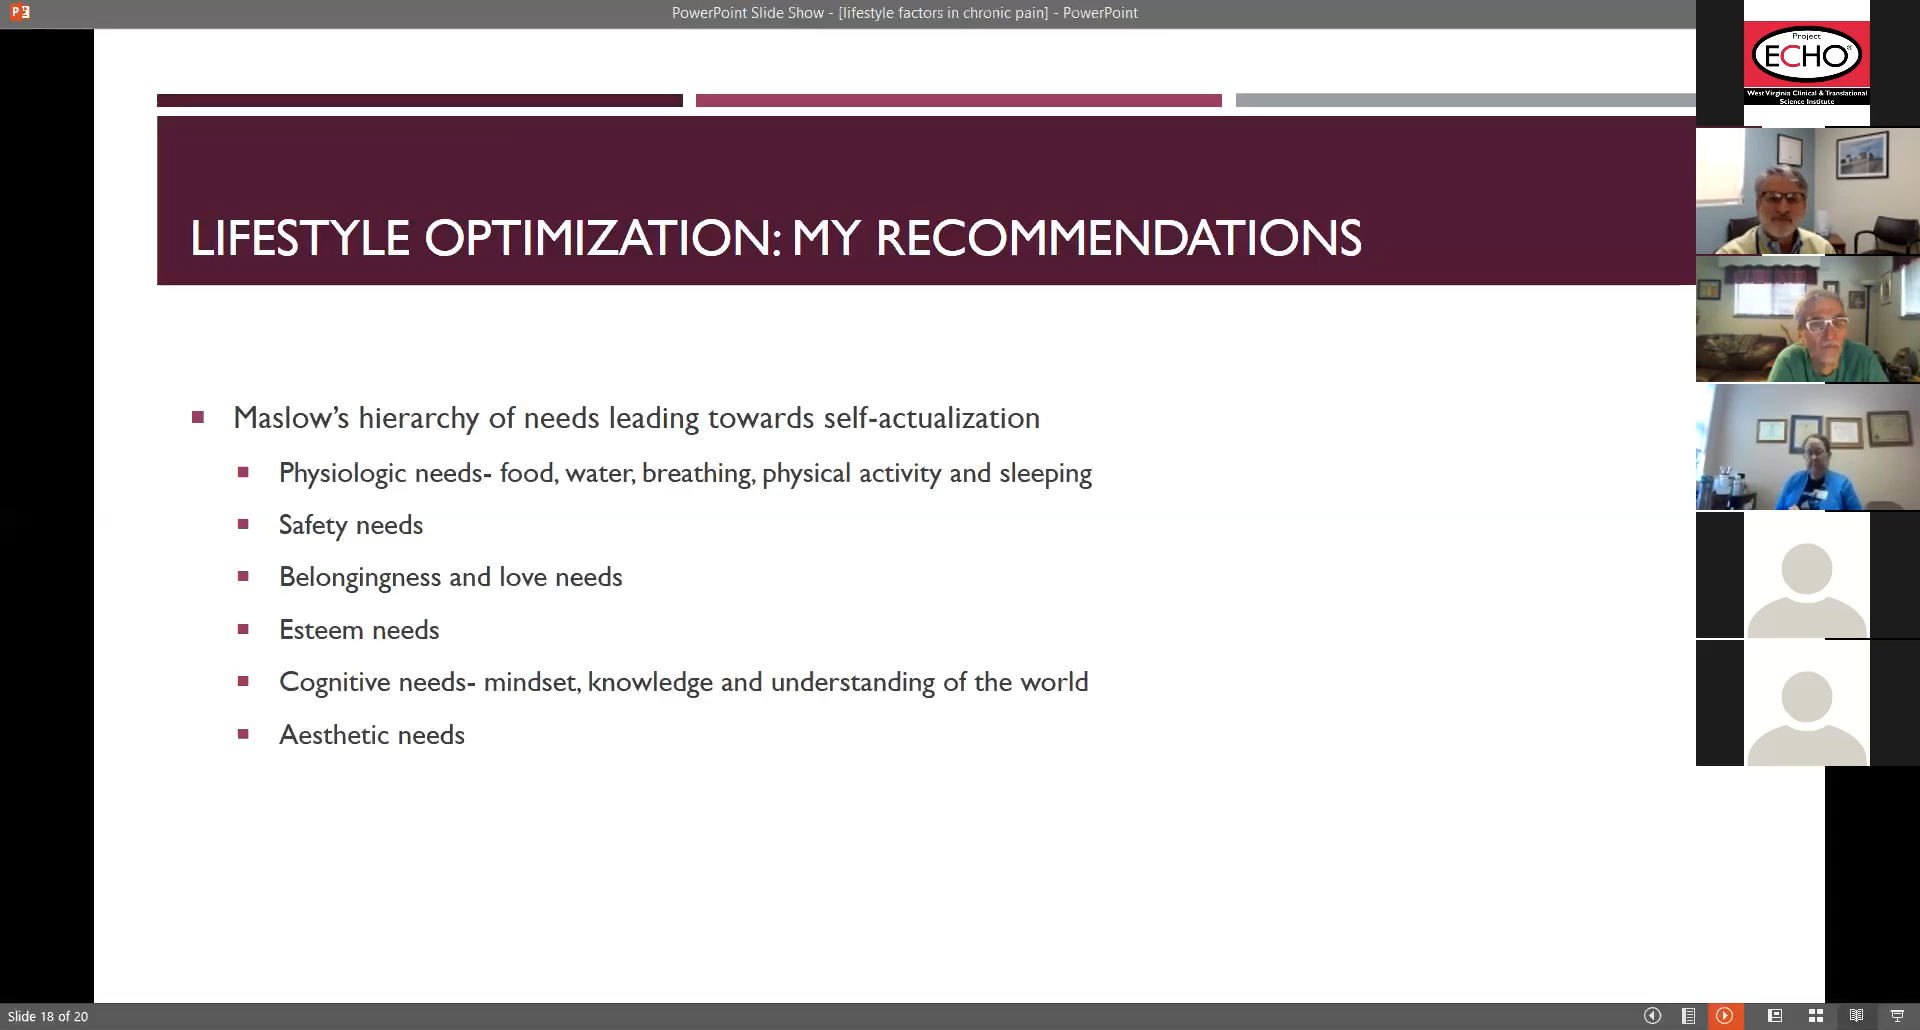 PowerPoint Slide Show - [lifestyle factors in chronic pain] - PowerPoint
Project
ECHO®
West Virginia Clinical & Translational
Science Institute
LIFESTYLE OPTIMIZATION: MY RECOMMENDATIONS
Maslow’s hierarchy of needs leading towards self-actualization
Physiologic needs- food, water, breathing, physical activity and sleeping
Safety needs
Belongingness and love needs
Esteem needs
Cognitive needs- mindset, knowledge and understanding of the world
Aesthetic needs
Slide 18 of 20